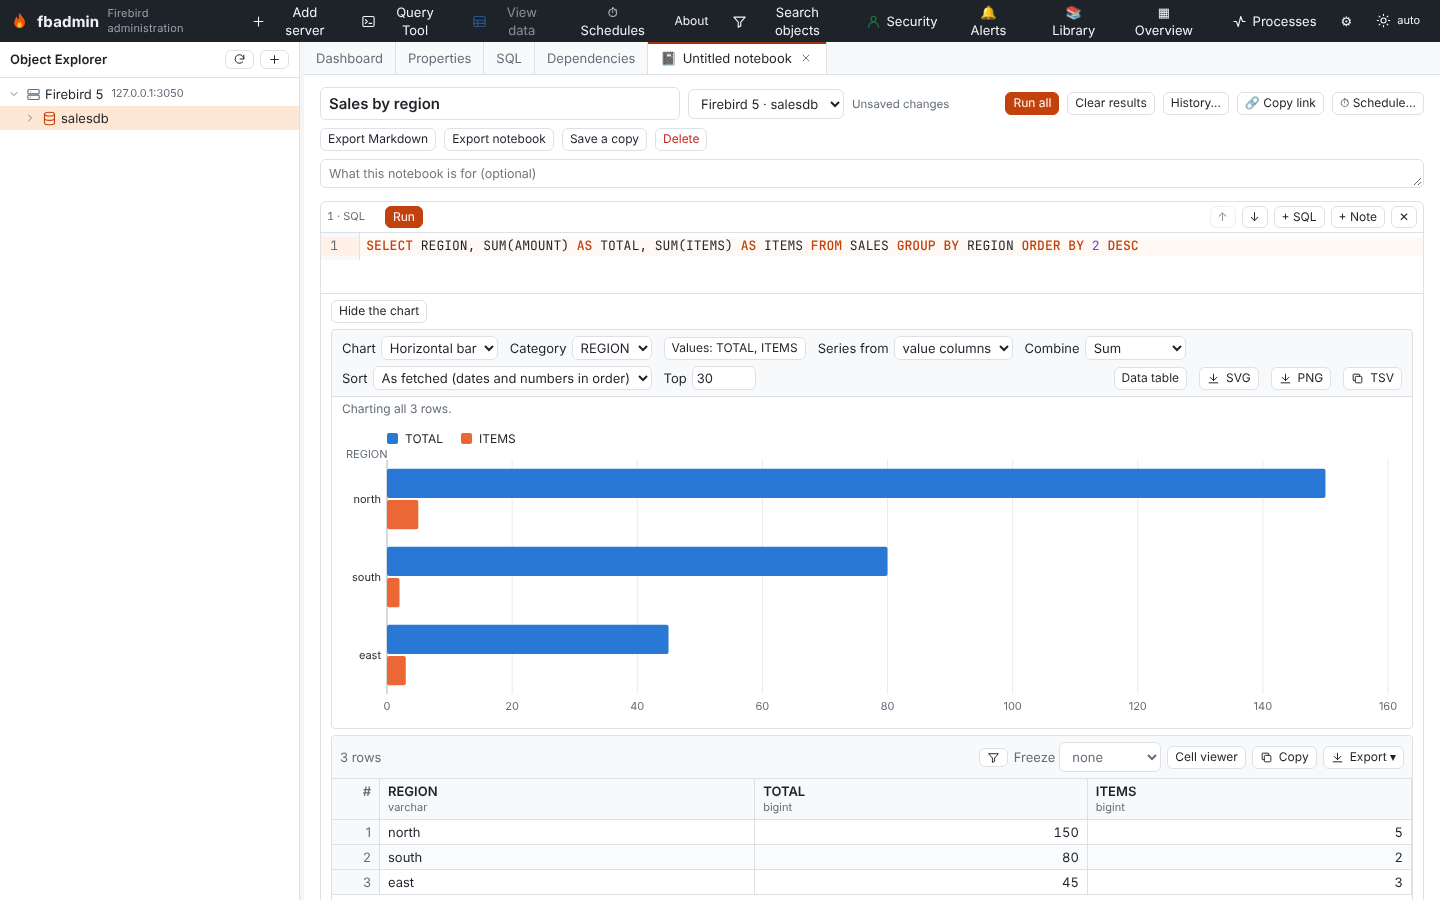 fbadmin
Firebird administration
Add server
Query Tool
View data
Schedules
About
Search objects
Security
Alerts
Library
Overview
Processes
auto
Object Explorer
Firebird 5 127.0.0.1:3050
salesdb
Dashboard
Properties
SQL
Dependencies
Untitled notebook
Sales by region
Firebird 5 · salesdb
Unsaved changes
Run all
Clear results
History...
Copy link
Schedule...
Export Markdown
Export notebook
Save a copy
Delete
What this notebook is for (optional)
1 · SQL
Run
+ SQL
+ Note
1 SELECT REGION, SUM(AMOUNT) AS TOTAL, SUM(ITEMS) AS ITEMS FROM SALES GROUP BY REGION ORDER BY 2 DESC
Hide the chart
Chart Horizontal bar
Category REGION
Values: TOTAL, ITEMS
Series from value columns
Combine Sum
Sort As fetched (dates and numbers in order)
Top 30
Data table
SVG
PNG
TSV
Charting all 3 rows.
TOTAL ITEMS
REGION
north
south
east
0 20 40 60 80 100 120 140 160
3 rows
Freeze none
Cell viewer
Copy
Export ▾
# REGION TOTAL ITEMS
varchar bigint bigint
1 north 150 5
2 south 80 2
3 east 45 3